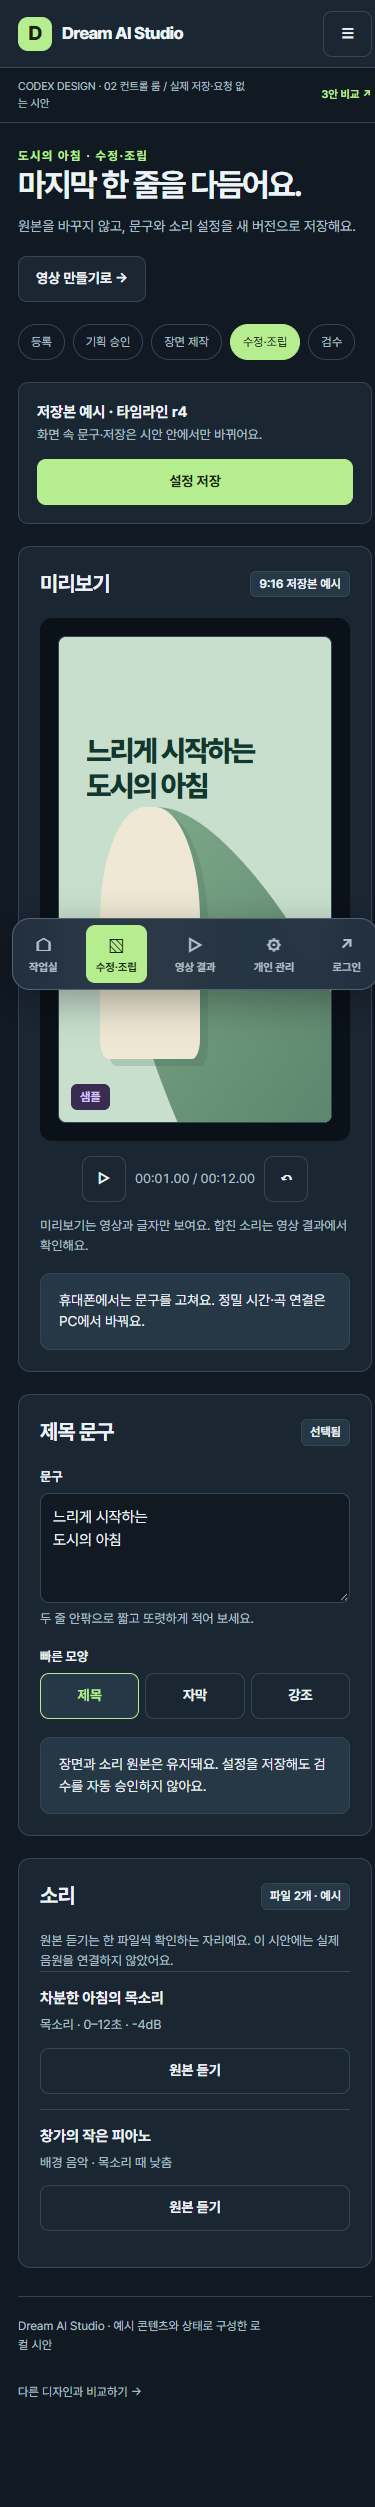 D Dream AI Studio ☰
CODEX DESIGN · 02 컨트롤 룸 / 실제 저장·요청 없
는 시안
3안 비교 ↗
도시의 아침 · 수정·조립
마지막 한 줄을 다듬어요.
원본을 바꾸지 않고, 문구와 소리 설정을 새 버전으로 저장해요.
영상 만들기로 →
등록
기획 승인
장면 제작
수정·조립
검수
저장본 예시 · 타임라인 r4
화면 속 문구·저장은 시안 안에서만 바뀌어요.
설정 저장
미리보기
9:16 저장본 예시
느리게 시작하는
도시의 아침
작업실
수정·조립
영상 결과
개인 관리
로그인
샘플
00:01.00 / 00:12.00
미리보기는 영상과 글자만 보여요. 합친 소리는 영상 결과에서
확인해요.
휴대폰에서는 문구를 고쳐요. 정밀 시간·곡 연결은
PC에서 바꿔요.
제목 문구
선택됨
문구
느리게 시작하는
도시의 아침
두 줄 안팎으로 짧고 또렷하게 적어 보세요.
빠른 모양
제목
자막
강조
장면과 소리 원본은 유지돼요. 설정을 저장해도 검
수를 자동 승인하지 않아요.
소리
파일 2개 · 예시
원본 듣기는 한 파일씩 확인하는 자리예요. 이 시안에는 실제
음원을 연결하지 않았어요.
차분한 아침의 목소리
목소리 · 0–12초 · -4dB
원본 듣기
창가의 작은 피아노
배경 음악 · 목소리 때 낮춤
원본 듣기
Dream AI Studio · 예시 콘텐츠와 상태로 구성한 로
컬 시안
다른 디자인과 비교하기 →